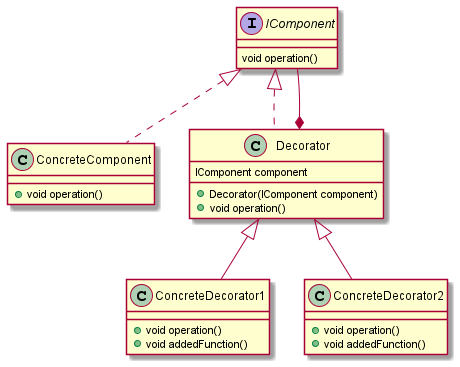 I IComponent
void operation()
C ConcreteComponent
void operation()
C Decorator
IComponent component
Decorator(IComponent component)
void operation()
C ConcreteDecorator1
void operation()
void addedFunction()
C ConcreteDecorator2
void operation()
void addedFunction()